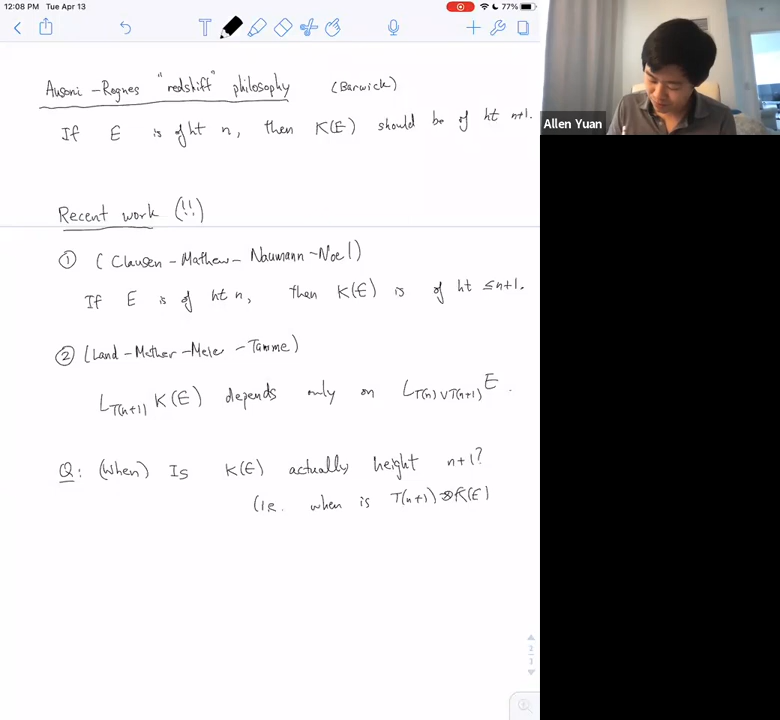 12:08 PM Tue Apr 13
77%
Ausoni-Rognes "redshift" philosophy (Barwick)
If E is of ht n, then K(E) should be of ht n+1.
Allen Yuan
Recent work (!!)
① (Clausen-Mathew-Naumann-Noel)
If E is of ht n, then K(E) is of ht ≤n+1.
② (Land-Mathew-Meier-Tamme)
L_{T(n+1)} K(E) depends only on L_{T(n)∨T(n+1)} E.
Q: (When) Is K(E) actually height n+1?
(I.e. when is T(n+1)⊗K(E)
2
3